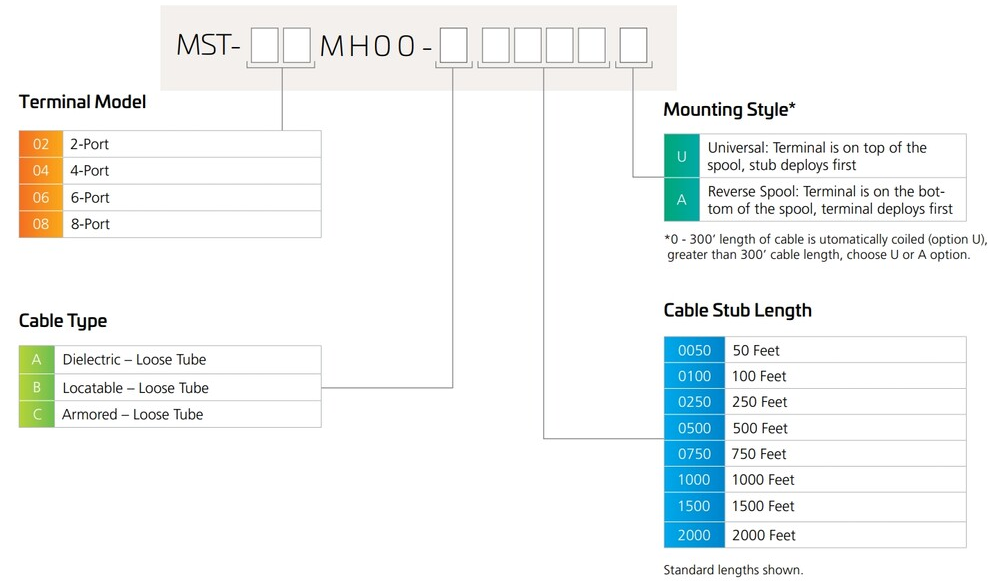 MST- MH00 -
Terminal Model
02 2-Port
04 4-Port
06 6-Port
08 8-Port
Mounting Style*
U Universal: Terminal is on top of the
spool, stub deploys first
A Reverse Spool: Terminal is on the bot-
tom of the spool, terminal deploys first
*0 - 300’ length of cable is utomatically coiled (option U),
greater than 300’ cable length, choose U or A option.
Cable Type
A Dielectric – Loose Tube
B Locatable – Loose Tube
C Armored – Loose Tube
Cable Stub Length
0050 50 Feet
0100 100 Feet
0250 250 Feet
0500 500 Feet
0750 750 Feet
1000 1000 Feet
1500 1500 Feet
2000 2000 Feet
Standard lengths shown.